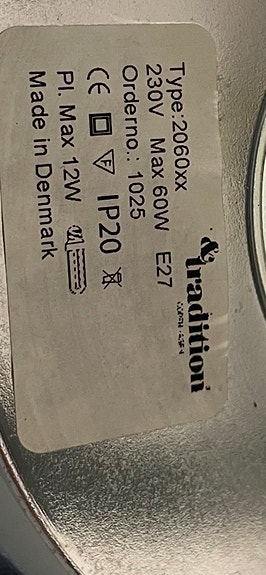 &tradition
Type:2060xx
230V Max 60W E27
Orderno.: 1025
CE F IP20
Pl. Max 12W
Made in Denmark